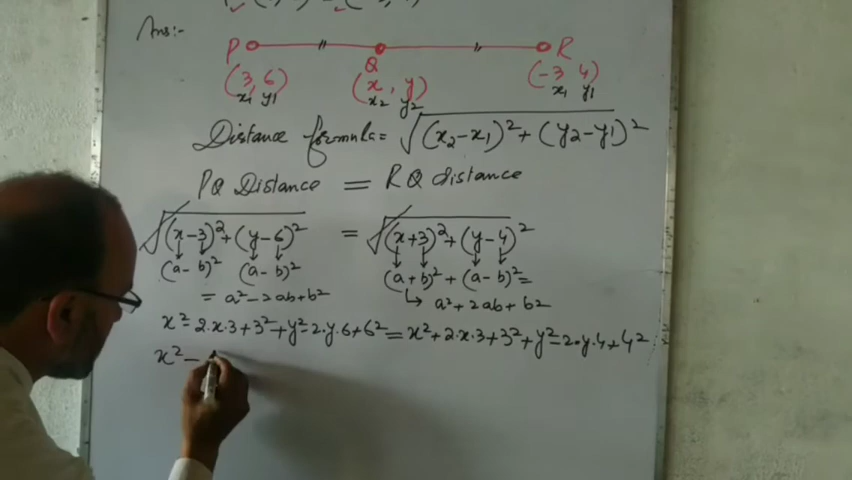 Ans:-
P Q R
(3, 6) (x, y) (-3 4)
x1 y1 x2 y2 x1 y1
Distance formula = √(x2-x1)²+(y2-y1)²
PQ Distance = RQ distance
√(x-3)²+(y-6)² = √(x+3)²+(y-4)²
(a-b)² (a-b)² (a+b)²+(a-b)²=
= a²-2ab+b² ↳ a²+2ab+b²
x²-2.x.3+3²+y²-2.y.6+6²=x²+2.x.3+3²+y²-2.y.4+4²
x²-